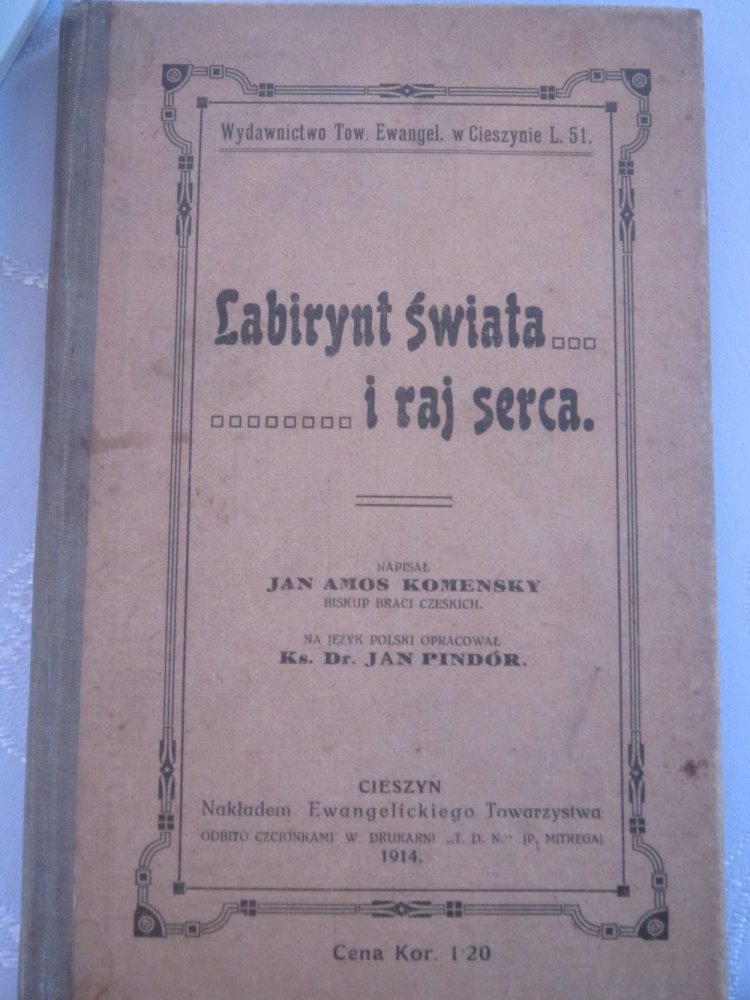 Wydawnictwo Tow. Ewangel. w Cieszynie L. 51.
Labirynt świata
i raj serca.
NAPISAŁ
JAN AMOS KOMENSKY
BISKUP BRACI CZESKICH.
NA JĘZYK POLSKI OPRACOWAŁ
Ks. Dr. JAN PINDÓR.
CIESZYN
Nakładem Ewangelickiego Towarzystwa
ODBITO CZCIONKAMI W DRUKARNI „T. D. N." (P. MITRĘGA)
1914.
Cena Kor. 1·20